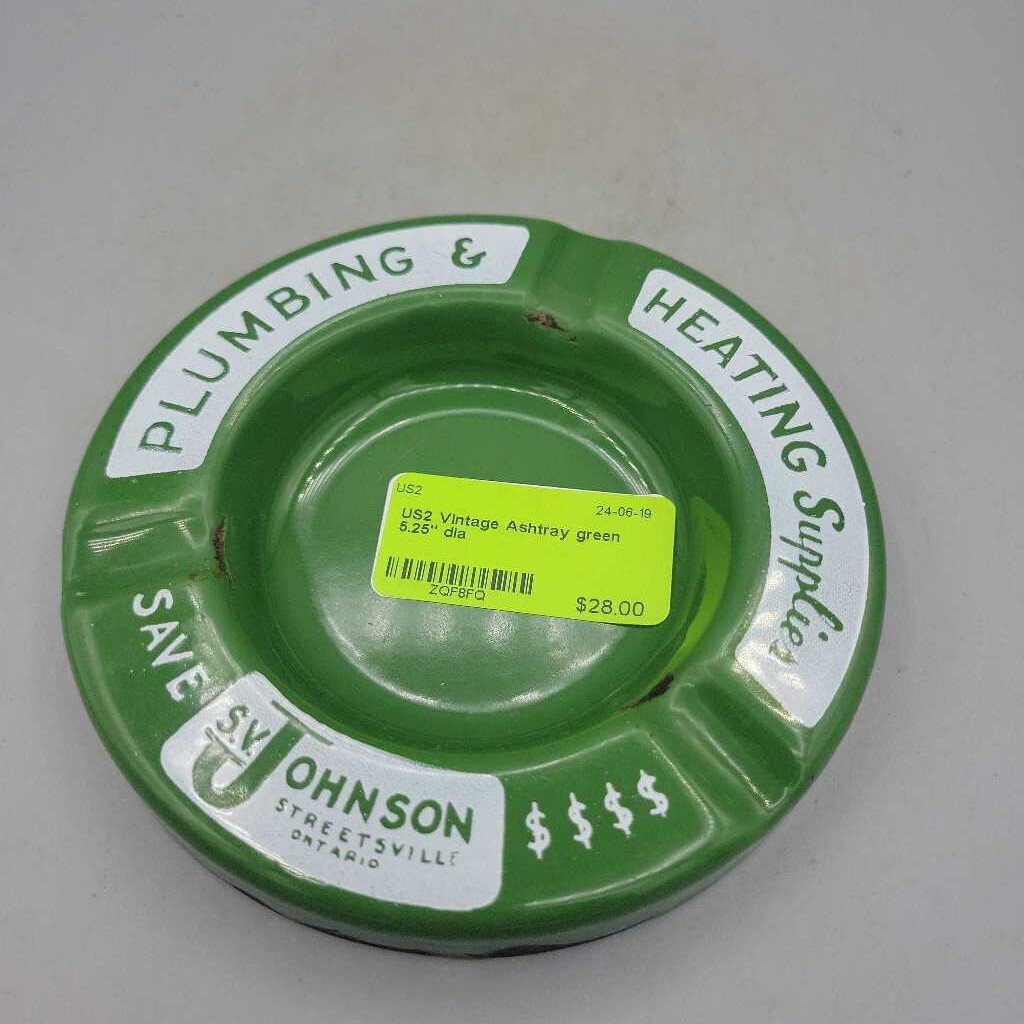 PLUMBING &
HEATING Supplies
US2
24-06-19
US2 Vintage Ashtray green
5.25" dia
ZQF8FQ
$28.00
SAVE
S.V. JOHNSON
STREETSVILLE
ONTARIO
$ $ $ $